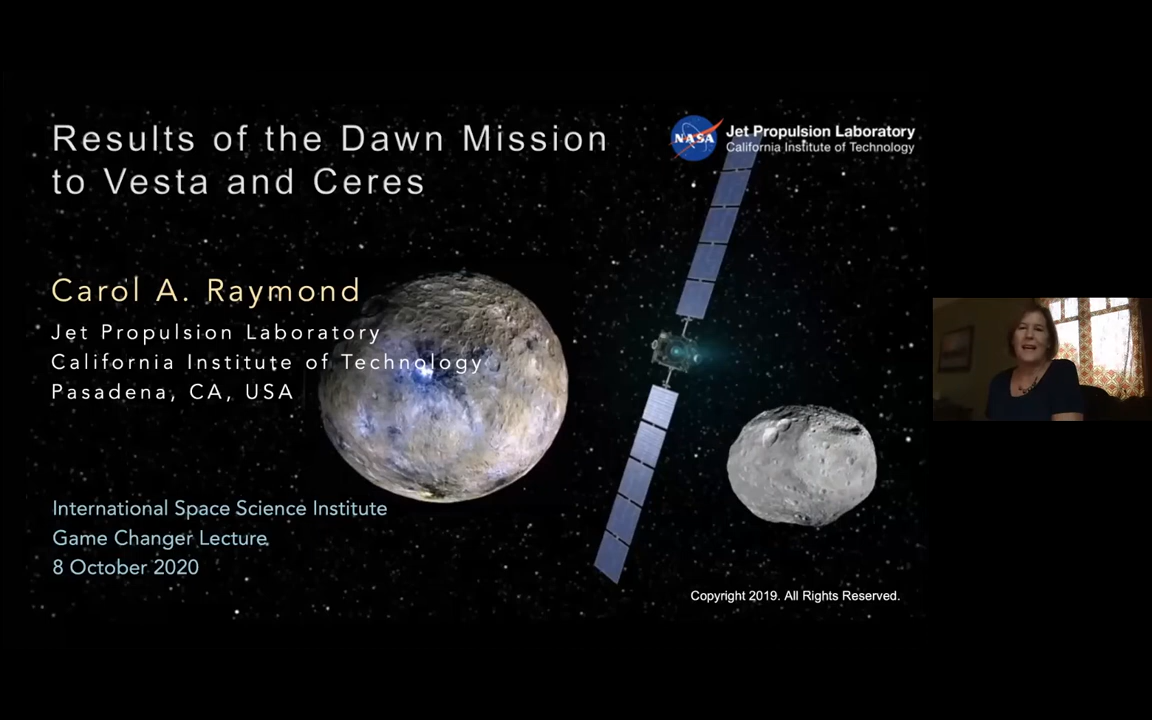 Results of the Dawn Mission
to Vesta and Ceres
NASA
Jet Propulsion Laboratory
California Institute of Technology
Carol A. Raymond
Jet Propulsion Laboratory
California Institute of Technology
Pasadena, CA, USA
International Space Science Institute
Game Changer Lecture
8 October 2020
Copyright 2019. All Rights Reserved.